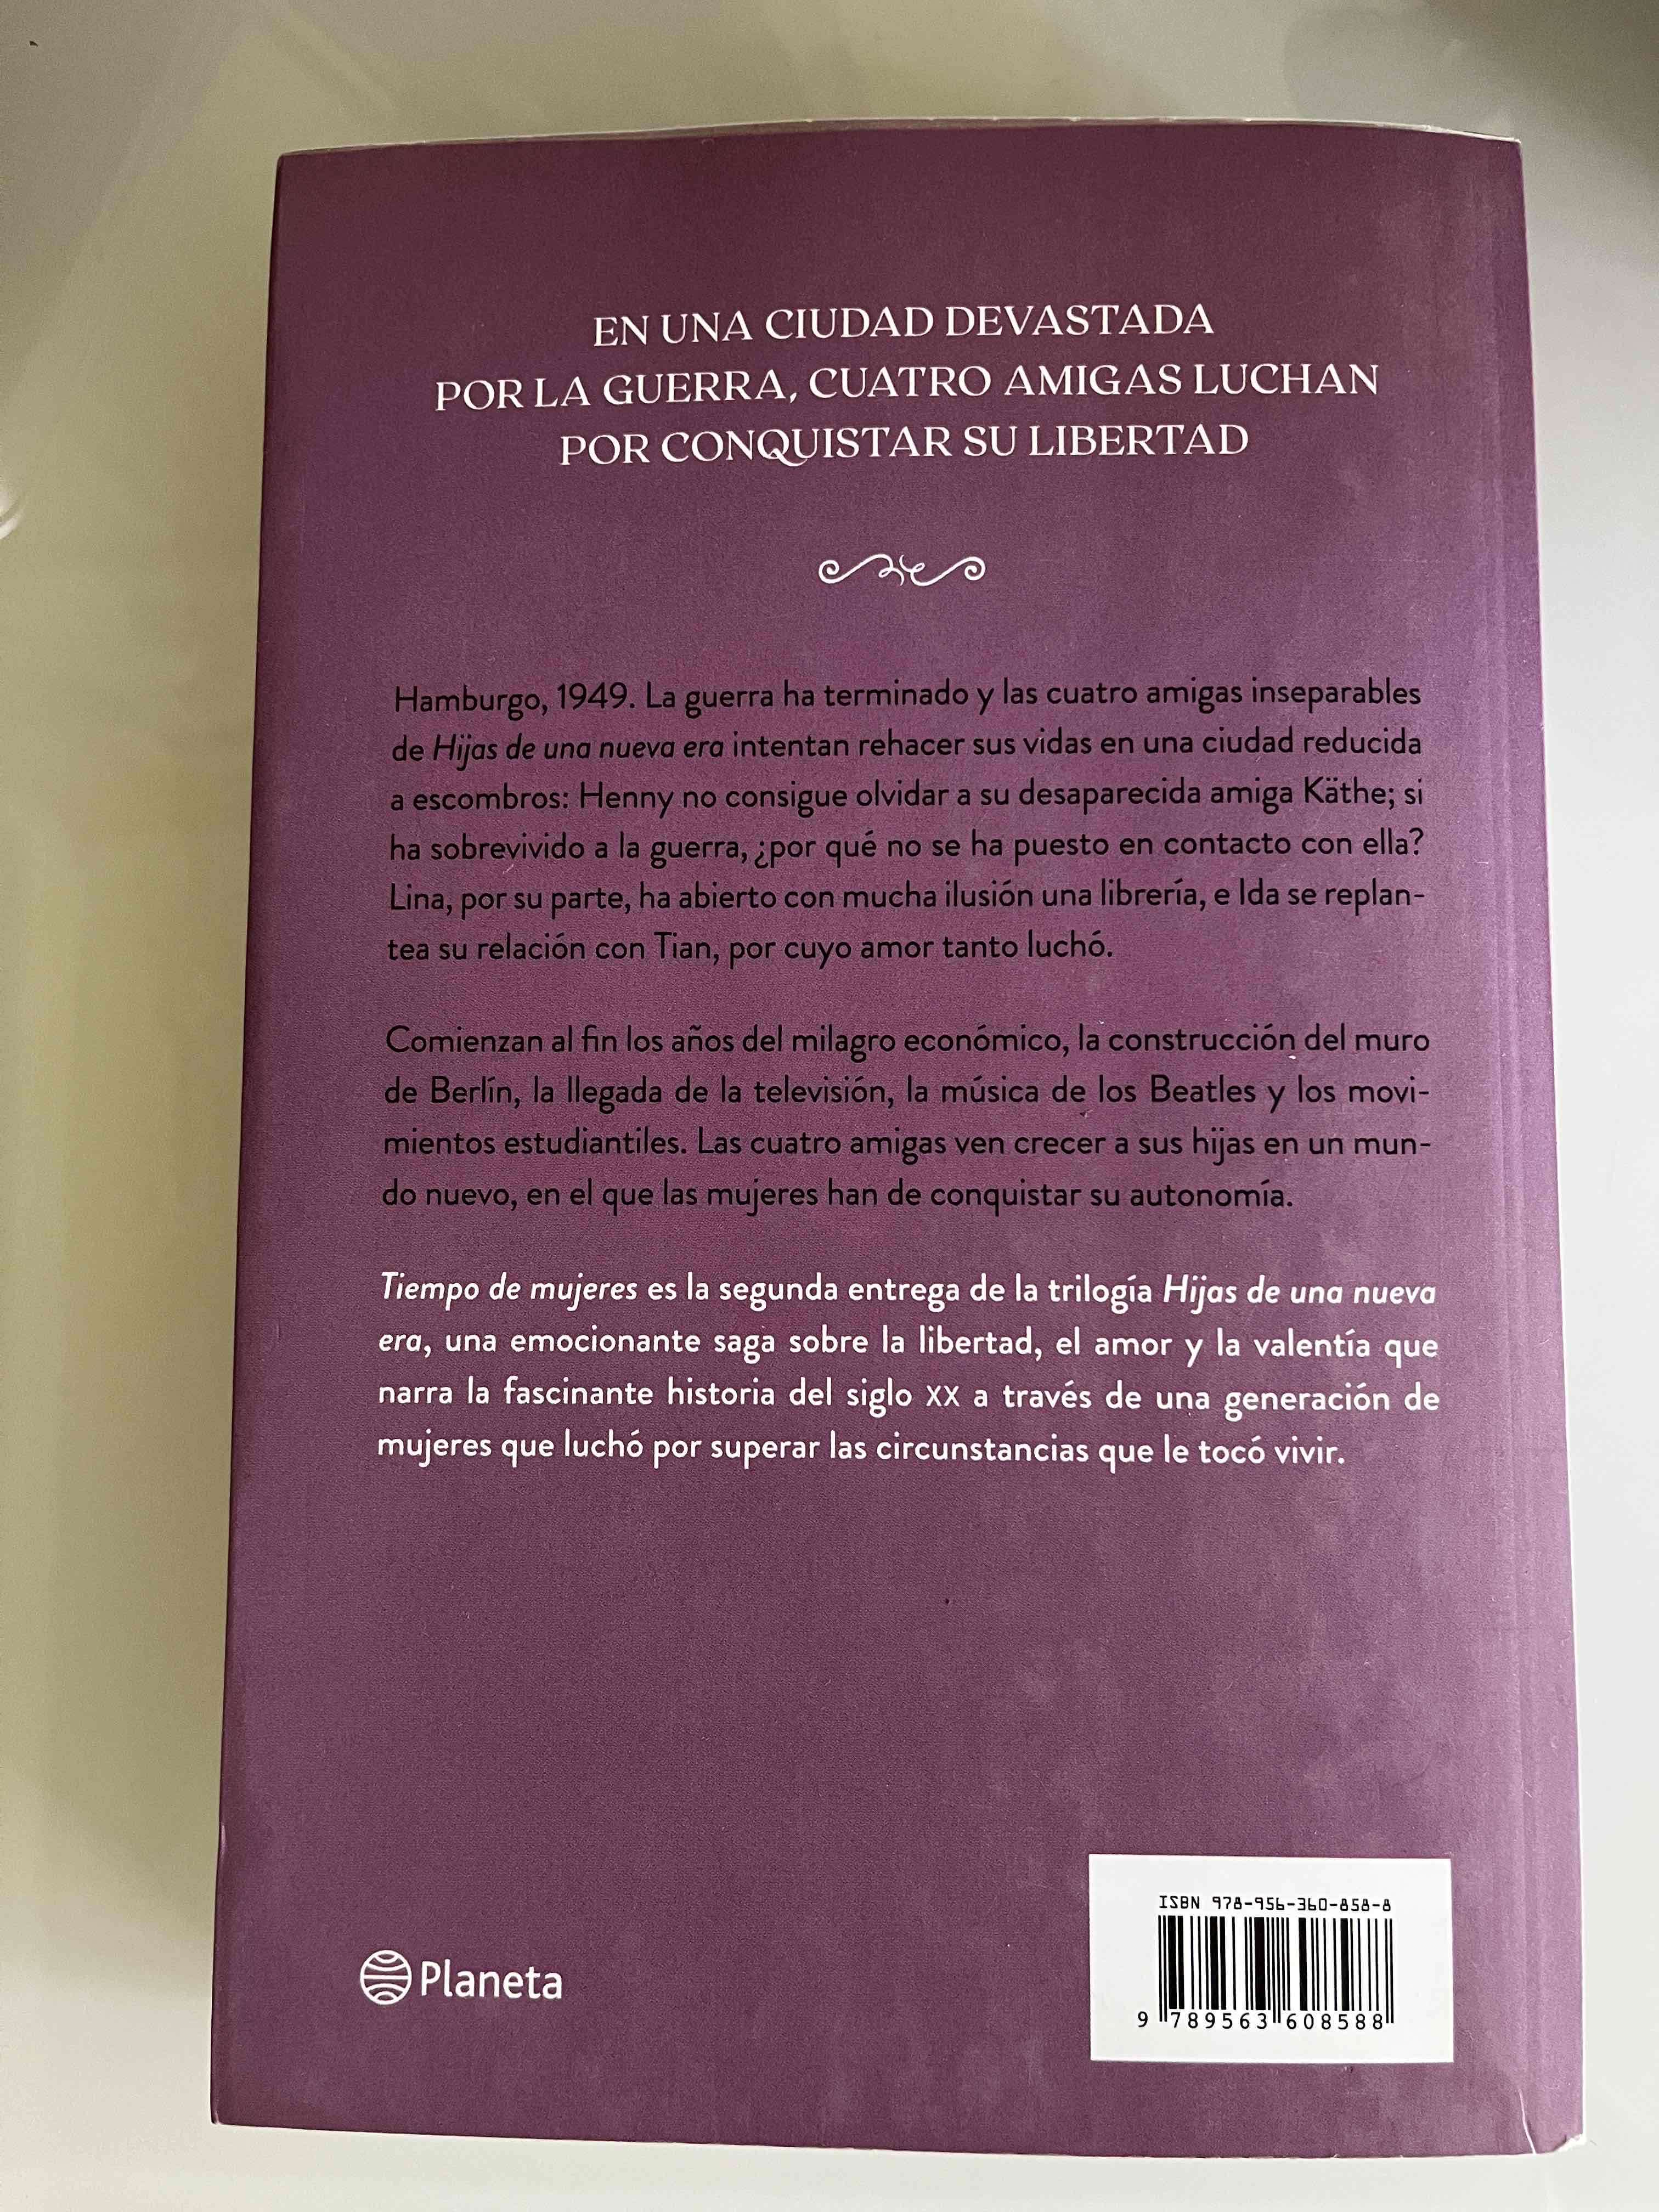 EN UNA CIUDAD DEVASTADA
POR LA GUERRA, CUATRO AMIGAS LUCHAN
POR CONQUISTAR SU LIBERTAD
Hamburgo, 1949. La guerra ha terminado y las cuatro amigas inseparables
de Hijas de una nueva era intentan rehacer sus vidas en una ciudad reducida
a escombros: Henny no consigue olvidar a su desaparecida amiga Käthe; si
ha sobrevivido a la guerra, ¿por qué no se ha puesto en contacto con ella?
Lina, por su parte, ha abierto con mucha ilusión una librería, e Ida se replan-
tea su relación con Tian, por cuyo amor tanto luchó.
Comienzan al fin los años del milagro económico, la construcción del muro
de Berlín, la llegada de la televisión, la música de los Beatles y los movi-
mientos estudiantiles. Las cuatro amigas ven crecer a sus hijas en un mun-
do nuevo, en el que las mujeres han de conquistar su autonomía.
Tiempo de mujeres es la segunda entrega de la trilogía Hijas de una nueva
era, una emocionante saga sobre la libertad, el amor y la valentía que
narra la fascinante historia del siglo XX a través de una generación de
mujeres que luchó por superar las circunstancias que le tocó vivir.
Planeta
ISBN 978-956-360-858-8
9 789563 608588